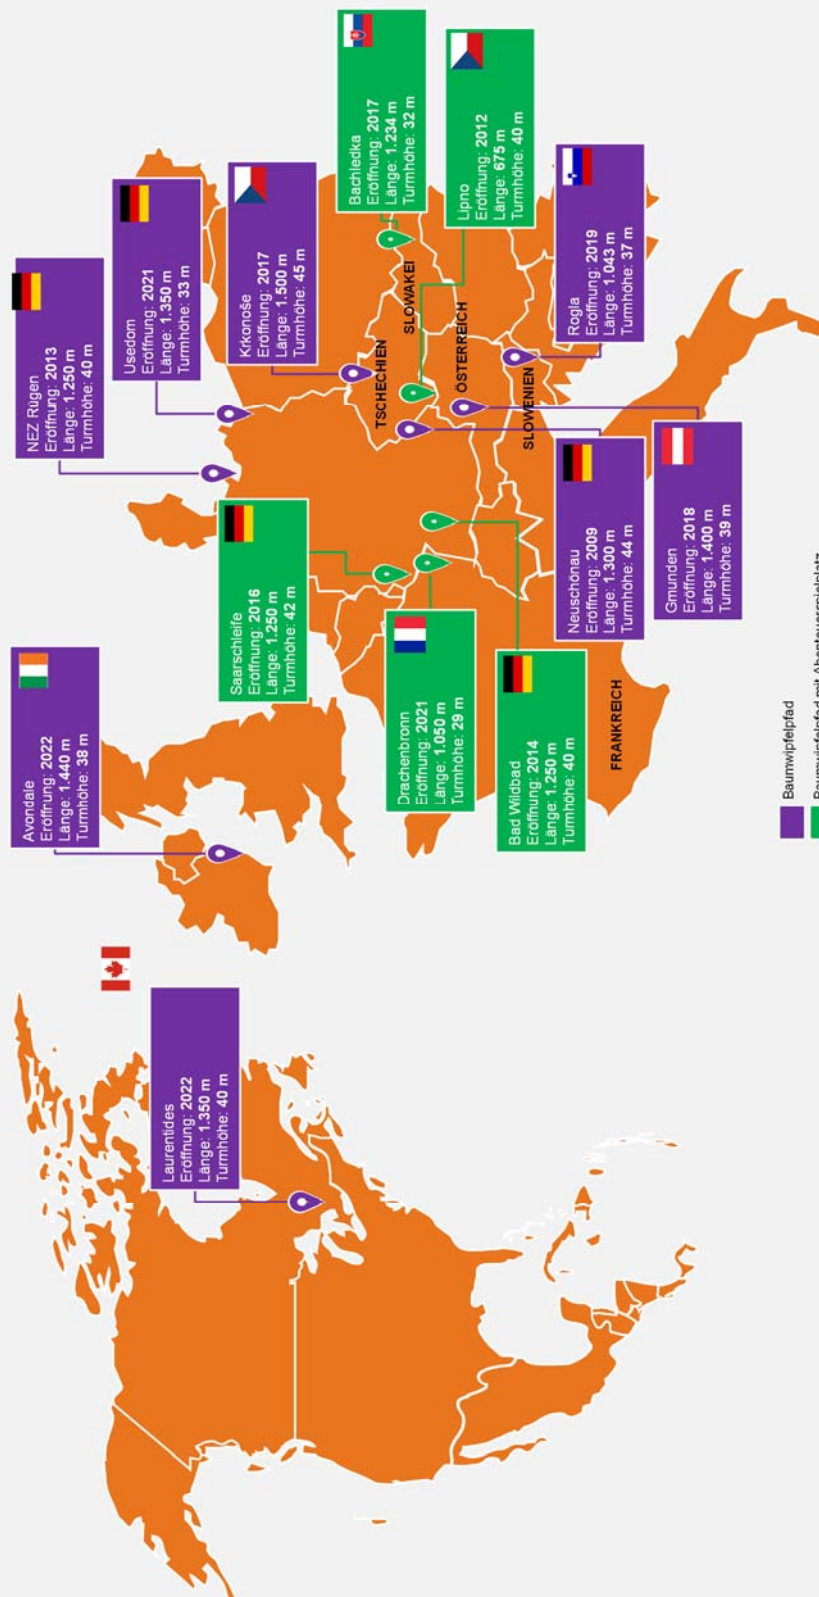 Laurentides
Eröffnung: 2022
Länge: 1.350 m
Turmhöhe: 40 m
Avondale
Eröffnung: 2022
Länge: 1.440 m
Turmhöhe: 38 m
NEZ Rügen
Eröffnung: 2013
Länge: 1.250 m
Turmhöhe: 40 m
Usedom
Eröffnung: 2021
Länge: 1.350 m
Turmhöhe: 33 m
Krkonoše
Eröffnung: 2017
Länge: 1.500 m
Turmhöhe: 45 m
Bachledka
Eröffnung: 2017
Länge: 1.234 m
Turmhöhe: 32 m
Lipno
Eröffnung: 2012
Länge: 675 m
Turmhöhe: 40 m
Saarschleife
Eröffnung: 2016
Länge: 1.250 m
Turmhöhe: 42 m
Drachenbronn
Eröffnung: 2021
Länge: 1.050 m
Turmhöhe: 29 m
Bad Wildbad
Eröffnung: 2014
Länge: 1.250 m
Turmhöhe: 40 m
Neuschönau
Eröffnung: 2009
Länge: 1.300 m
Turmhöhe: 44 m
Gmunden
Eröffnung: 2018
Länge: 1.400 m
Turmhöhe: 39 m
Rogla
Eröffnung: 2019
Länge: 1.043 m
Turmhöhe: 37 m
TSCHECHIEN
SLOWAKEI
ÖSTERREICH
SLOWENIEN
FRANKREICH
Baumwipfelpfad
Baumwipfelpfad mit Abenteuerspielplatz